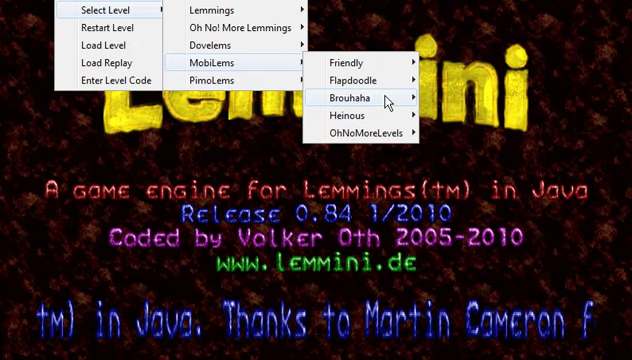 Select Level
Restart Level
Load Level
Load Replay
Enter Level Code
Lemmings
Oh No! More Lemmings
Dovelems
MobiLems
PimoLems
Friendly
Flapdoodle
Brouhaha
Heinous
OhNoMoreLevels
Lemmini
A game engine for Lemmings(tm) in Java
Release 0.84 1/2010
Coded by Volker Oth 2005-2010
www.lemmini.de
tm) in Java. Thanks to Martin Cameron f